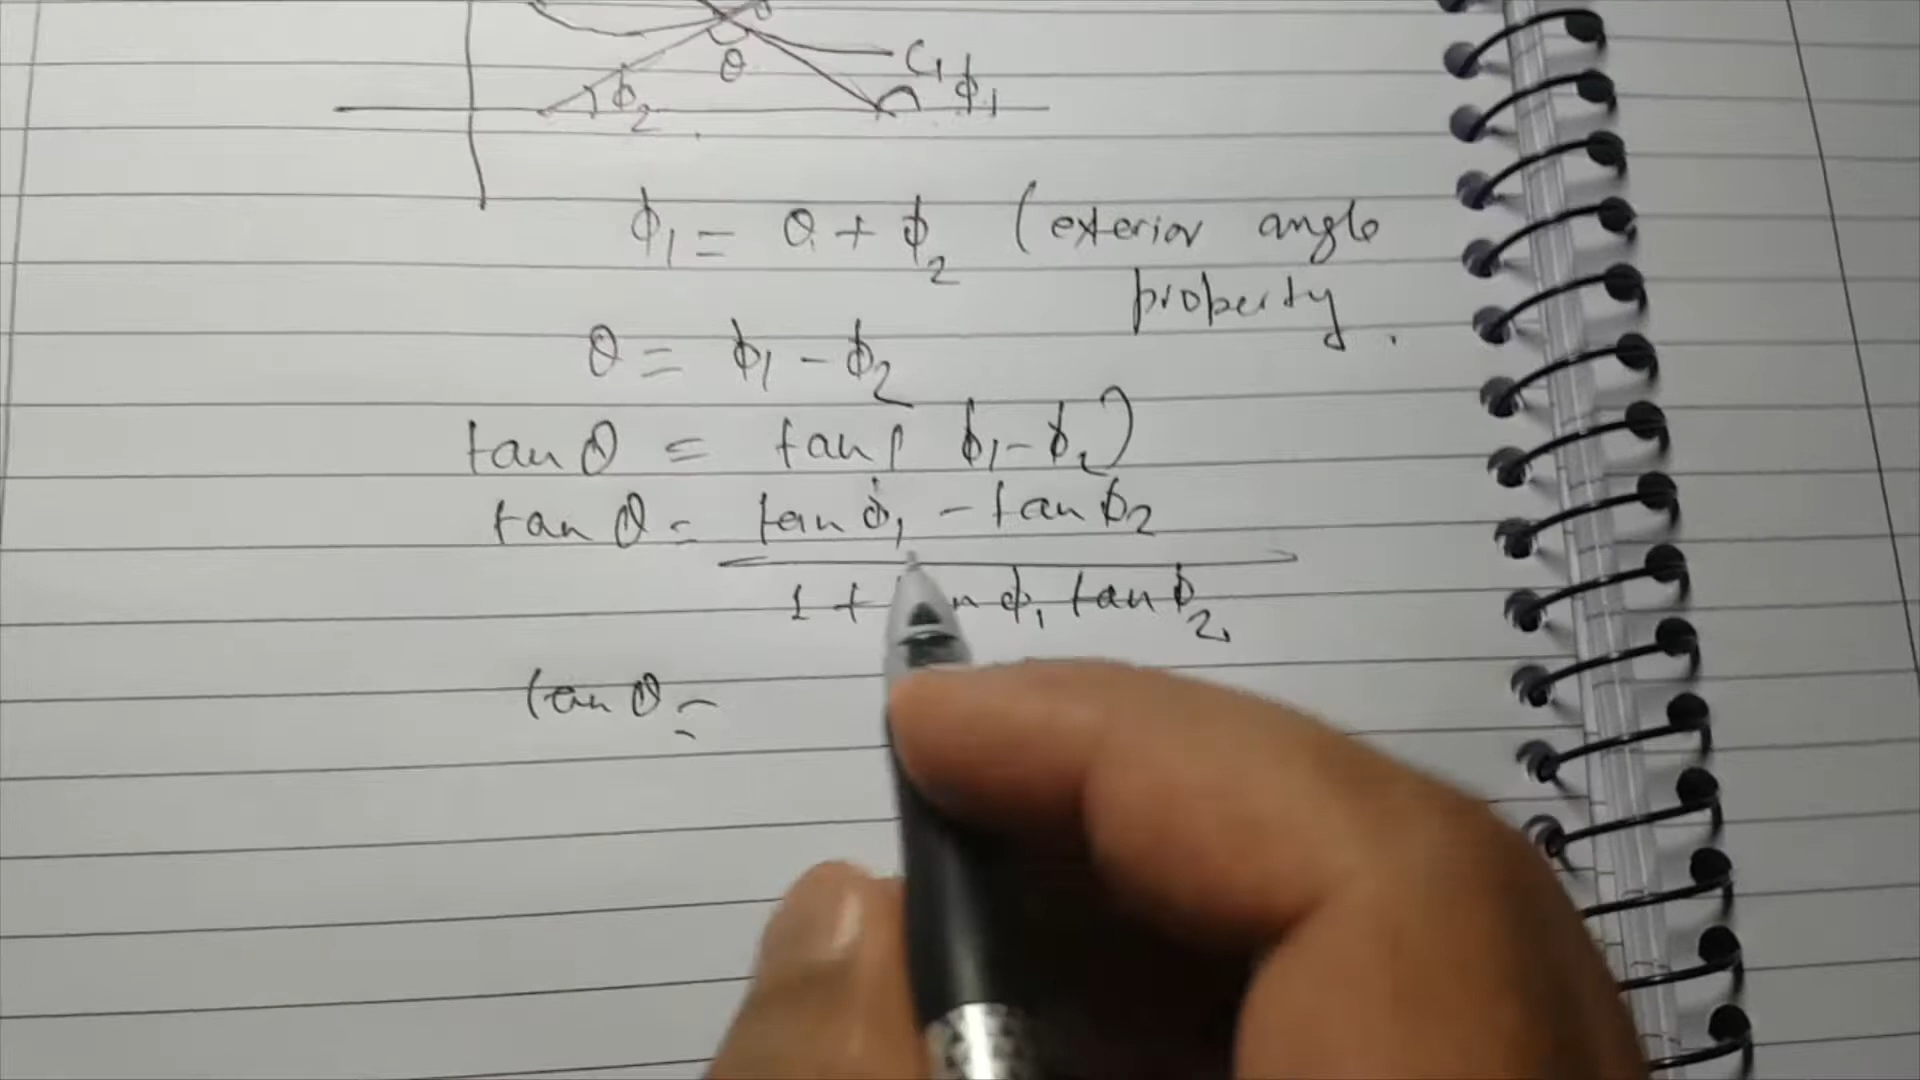 θ C₁
ϕ₂ ϕ₁
ϕ₁ = θ + ϕ₂ (exterior angle
property.
θ = ϕ₁ - ϕ₂
tan θ = tan( ϕ₁ - ϕ₂)
tan θ = tan ϕ₁ - tan ϕ₂
1 + n ϕ₁ tan ϕ₂
tan θ =